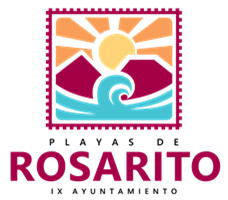 PLAYAS DE
ROSARITO
IX AYUNTAMIENTO